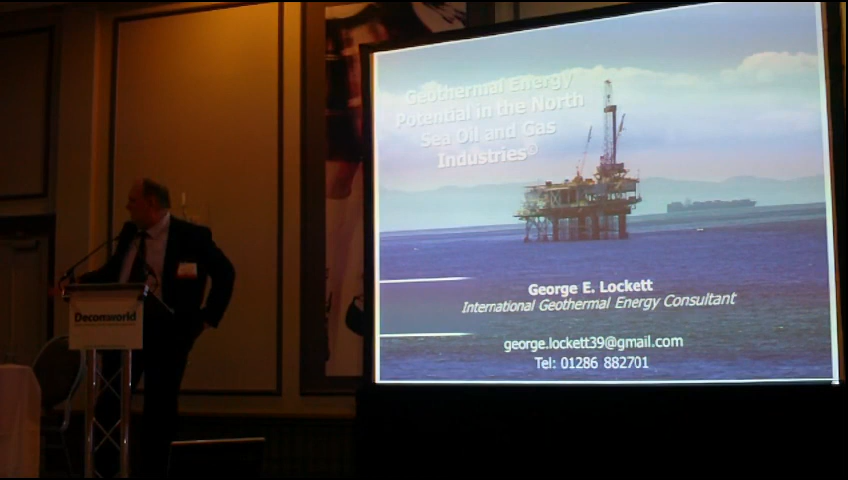 Geothermal Energy
Potential in the North
Sea Oil and Gas
Industries©
George E. Lockett
International Geothermal Energy Consultant
george.lockett39@gmail.com
Tel: 01286 882701
Decomworld